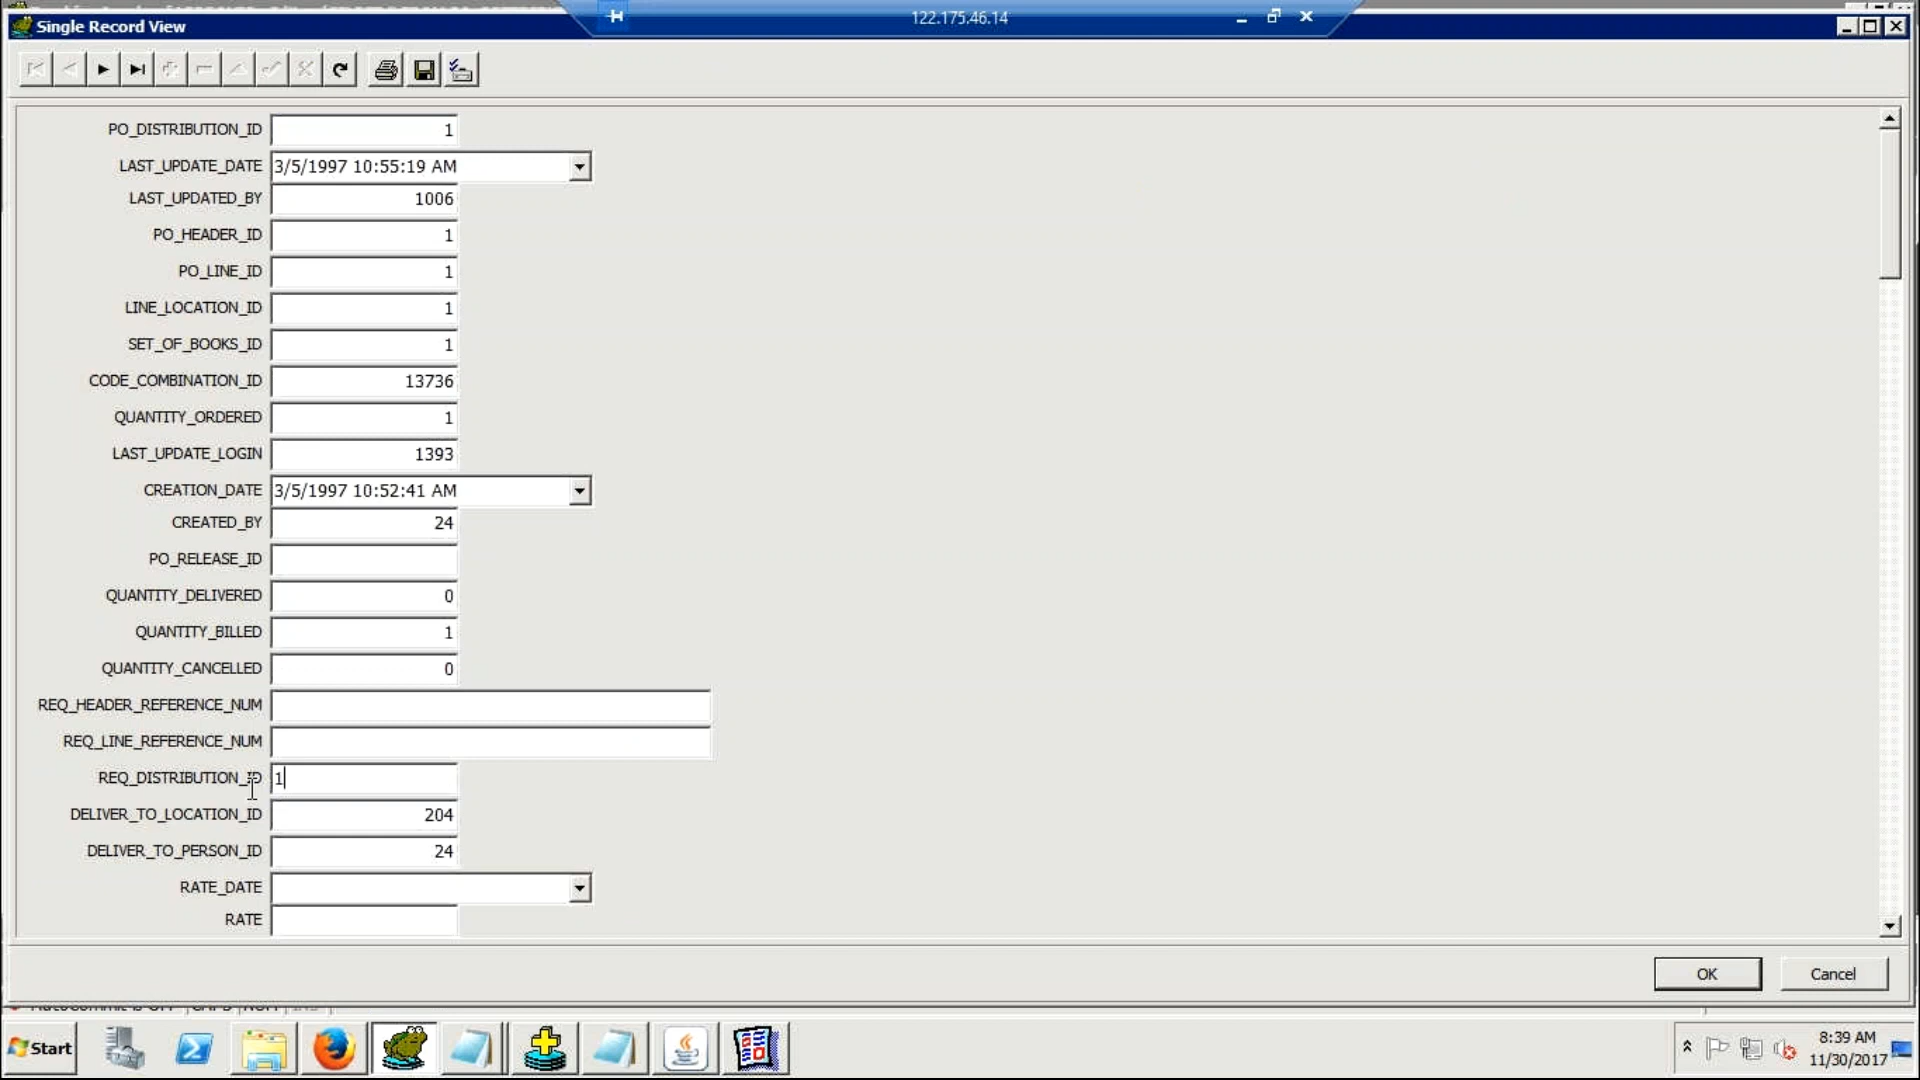 122.175.46.14
Single Record View
PO_DISTRIBUTION_ID 1
LAST_UPDATE_DATE 3/5/1997 10:55:19 AM
LAST_UPDATED_BY 1006
PO_HEADER_ID 1
PO_LINE_ID 1
LINE_LOCATION_ID 1
SET_OF_BOOKS_ID 1
CODE_COMBINATION_ID 13736
QUANTITY_ORDERED 1
LAST_UPDATE_LOGIN 1393
CREATION_DATE 3/5/1997 10:52:41 AM
CREATED_BY 24
PO_RELEASE_ID
QUANTITY_DELIVERED 0
QUANTITY_BILLED 1
QUANTITY_CANCELLED 0
REQ_HEADER_REFERENCE_NUM
REQ_LINE_REFERENCE_NUM
REQ_DISTRIBUTION_ID 1
DELIVER_TO_LOCATION_ID 204
DELIVER_TO_PERSON_ID 24
RATE_DATE
RATE
OK Cancel
Start
8:39 AM
11/30/2017